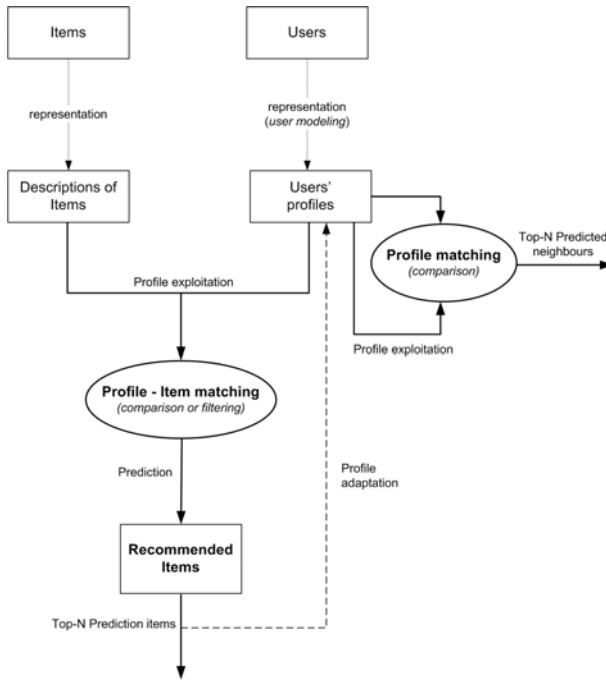 Items
Users
representation
representation
(user modeling)
Descriptions of
Items
Users'
profiles
Top-N Predicted
neighbours
Profile matching
(comparison)
Profile exploitation
Profile exploitation
Profile - Item matching
(comparison or filtering)
Prediction
Profile
adaptation
Recommended
Items
Top-N Prediction items